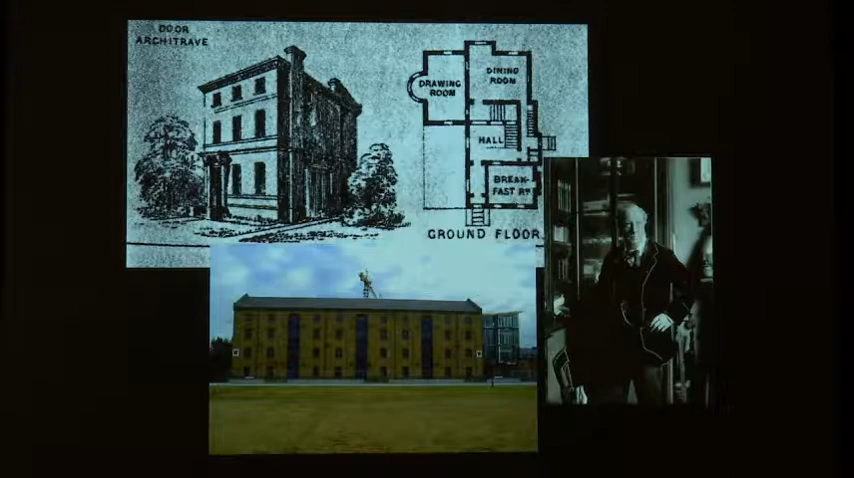 DOOR
ARCHITRAVE
DRAWING
ROOM
DINING
ROOM
HALL
BREAK-
FAST RM
GROUND FLOOR